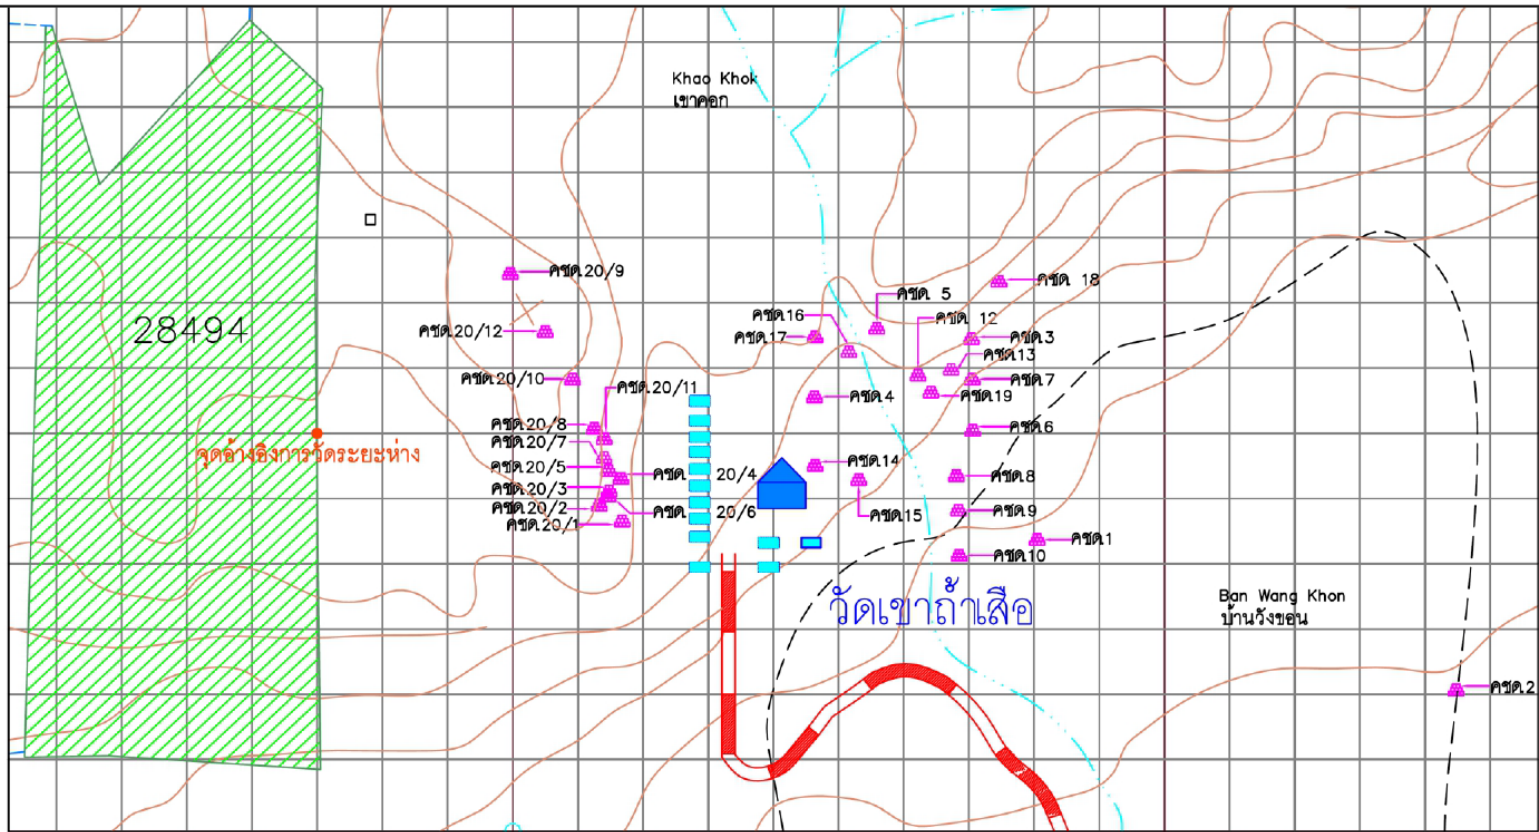 Khao Khok
เขาคอก
28494
จุดอ้างอิงการวัดระยะห่าง
คชด.20/9
คชด.20/12
คชด.20/10
คชด.20/11
คชด.20/8
คชด.20/7
คชด.20/5
คชด. 20/4
คชด.20/3
คชด.20/2
คชด. 20/6
คชด.20/1
คชด. 18
คชด. 5
คชด.16
คชด. 12
คชด.17
คชด.3
คชด.13
คชด.7
คชด.4
คชด.19
คชด.6
คชด.14
คชด.8
คชด.15
คชด.9
คชด.1
คชด.10
วัดเขาถ้ำเสือ
Ban Wang Khon
บ้านวังขอน
คชด.2